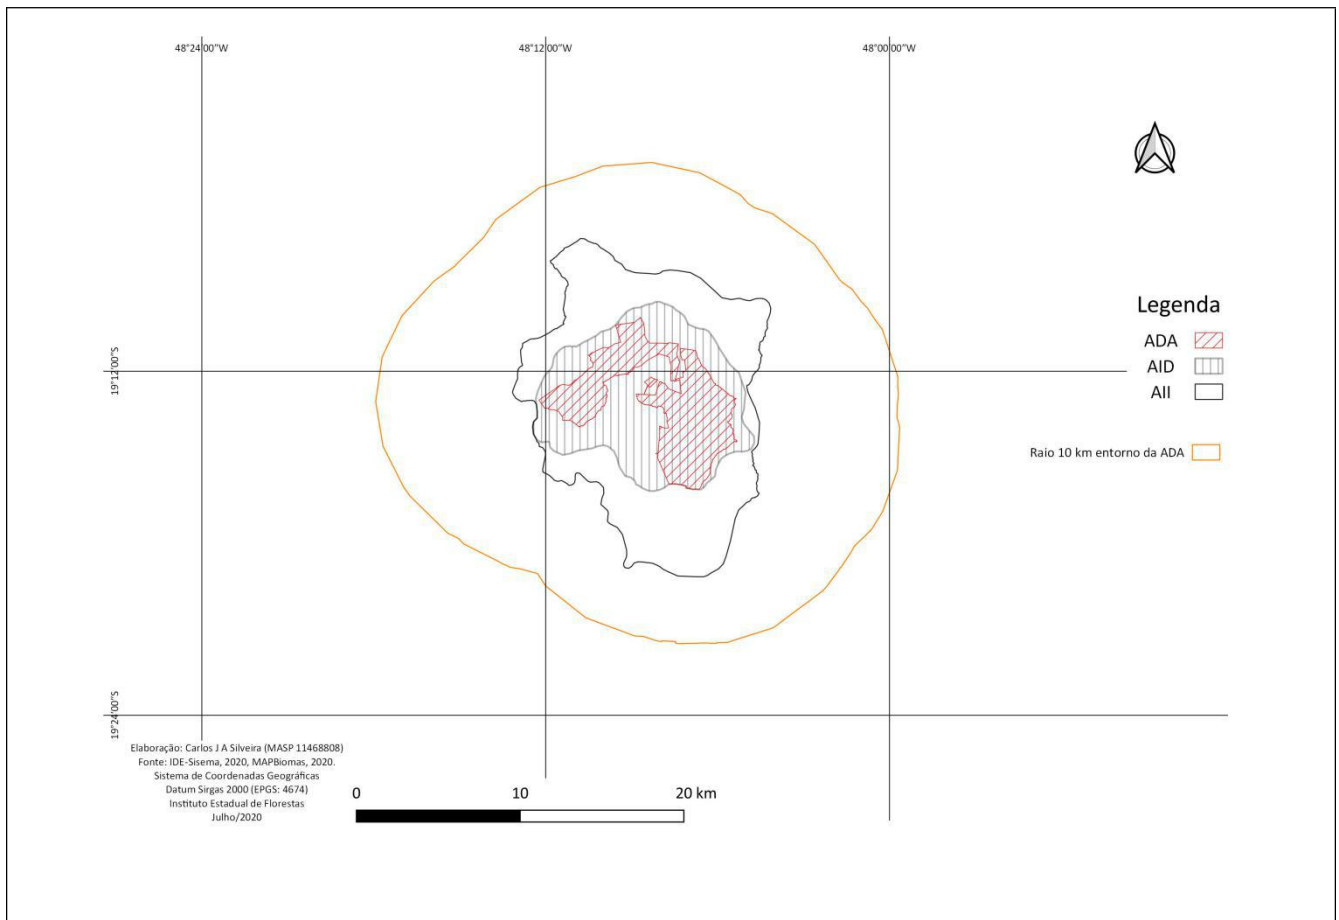 48°24'00"W
48°12'00"W
48°00'00"W
19°12'00"S
19°24'00"S
Legenda
ADA
AID
AII
Raio 10 km entorno da ADA
Elaboração: Carlos J A Silveira (MASP 11468808)
Fonte: IDE-Sisema, 2020, MAPBiomas, 2020.
Sistema de Coordenadas Geográficas
Datum Sirgas 2000 (EPGS: 4674)
Instituto Estadual de Florestas
Julho/2020
0 10 20 km